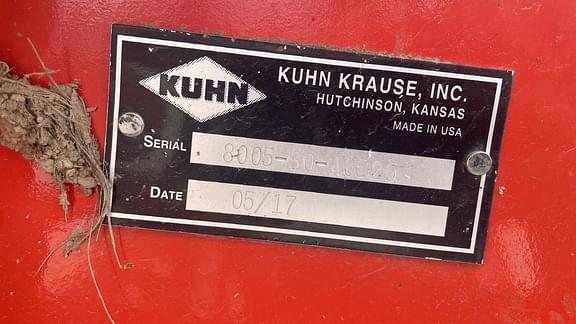 KUHN
KUHN KRAUSE, INC.
HUTCHINSON, KANSAS
MADE IN USA
SERIAL
DATE 05/17